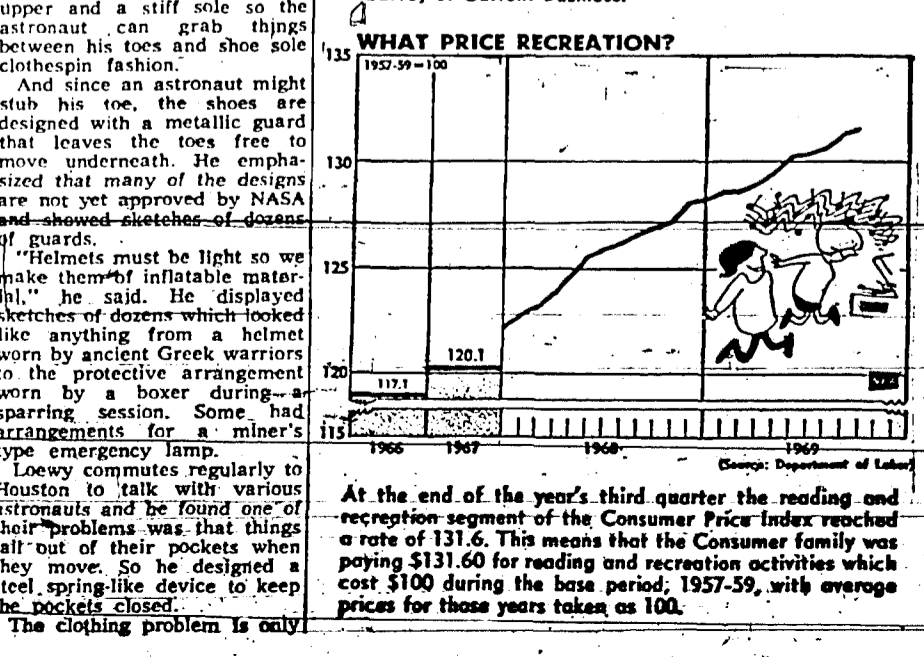 upper and a stiff sole so the
astronaut can grab things
between his toes and shoe sole
clothespin fashion.
And since an astronaut might
stub his toe, the shoes are
designed with a metallic guard
that leaves the toes free to
move underneath. He empha-
sized that many of the designs
are not yet approved by NASA
and showed sketches of dozens
of guards.
"Helmets must be light so we
make them of inflatable mater-
ial," he said. He displayed
sketches of dozens which looked
like anything from a helmet
worn by ancient Greek warriors
to the protective arrangement
worn by a boxer during a
sparring session. Some had
arrangements for a miner's
type emergency lamp.
Loewy commutes regularly to
Houston to talk with various
astronauts and he found one of
their problems was that things
fall out of their pockets when
they move. So he designed a
steel spring-like device to keep
the pockets closed.
The clothing problem is only
WHAT PRICE RECREATION?
1957-59=100
135
130
125
120
115
117.1
120.1
1966 1967 1968 1969
(Source: Department of Labor)
At the end of the year's third quarter the reading and
recreation segment of the Consumer Price Index reached
a rate of 131.6. This means that the Consumer family was
paying $131.60 for reading and recreation activities which
cost $100 during the base period, 1957-59, with average
prices for those years taken as 100.